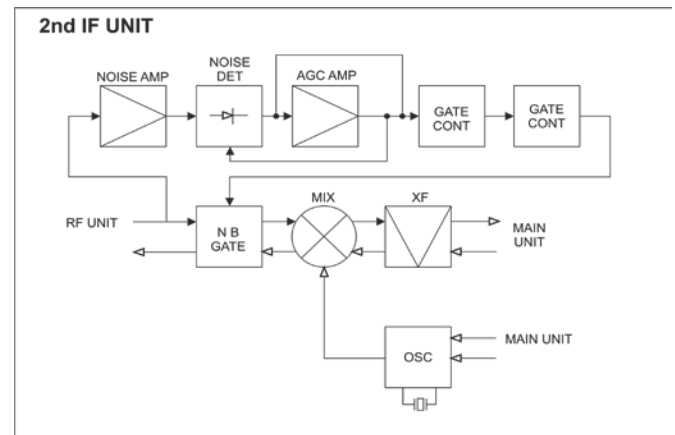 2nd IF UNIT
NOISE AMP
NOISE
DET
AGC AMP
GATE
CONT
GATE
CONT
RF UNIT
N B
GATE
MIX
XF
MAIN
UNIT
OSC
MAIN UNIT